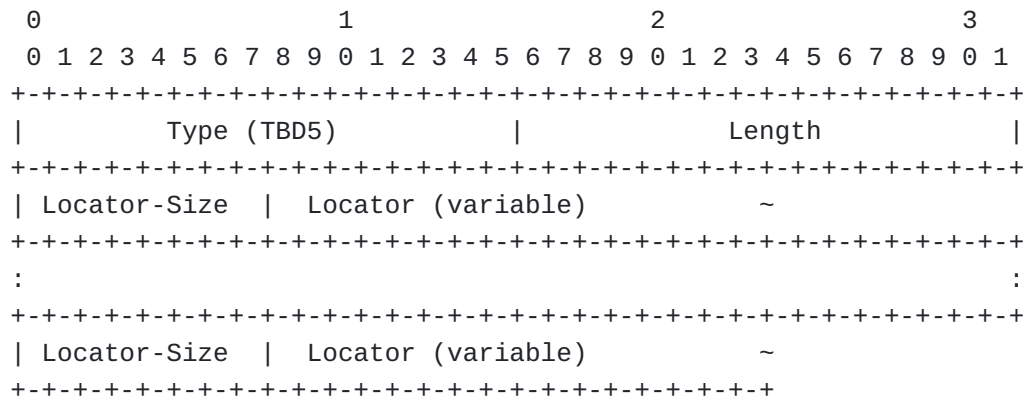 0                   1                   2                   3
 0 1 2 3 4 5 6 7 8 9 0 1 2 3 4 5 6 7 8 9 0 1 2 3 4 5 6 7 8 9 0 1
+-+-+-+-+-+-+-+-+-+-+-+-+-+-+-+-+-+-+-+-+-+-+-+-+-+-+-+-+-+-+-+-+
|         Type (TBD5)           |             Length            |
+-+-+-+-+-+-+-+-+-+-+-+-+-+-+-+-+-+-+-+-+-+-+-+-+-+-+-+-+-+-+-+-+
| Locator-Size  |  Locator (variable)           ~
+-+-+-+-+-+-+-+-+-+-+-+-+-+-+-+-+-+-+-+-+-+-+-+-+-+-+-+-+-+-+-+-+
:                                                               :
+-+-+-+-+-+-+-+-+-+-+-+-+-+-+-+-+-+-+-+-+-+-+-+-+-+-+-+-+-+-+-+-+
| Locator-Size  |  Locator (variable)           ~
+-+-+-+-+-+-+-+-+-+-+-+-+-+-+-+-+-+-+-+-+-+-+-+-+